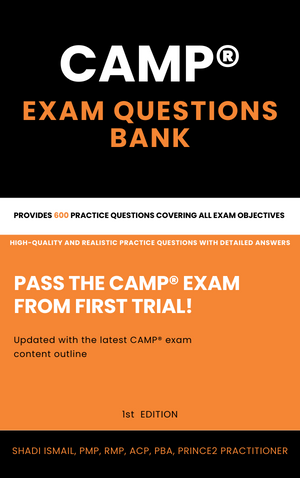 CAMP®
EXAM QUESTIONS
BANK
PROVIDES 600 PRACTICE QUESTIONS COVERING ALL EXAM OBJECTIVES
HIGH-QUALITY AND REALISTIC PRACTICE QUESTIONS WITH DETAILED ANSWERS
PASS THE CAMP® EXAM
FROM FIRST TRIAL!
Updated with the latest CAMP® exam
content outline
1st EDITION
SHADI ISMAIL, PMP, RMP, ACP, PBA, PRINCE2 PRACTITIONER